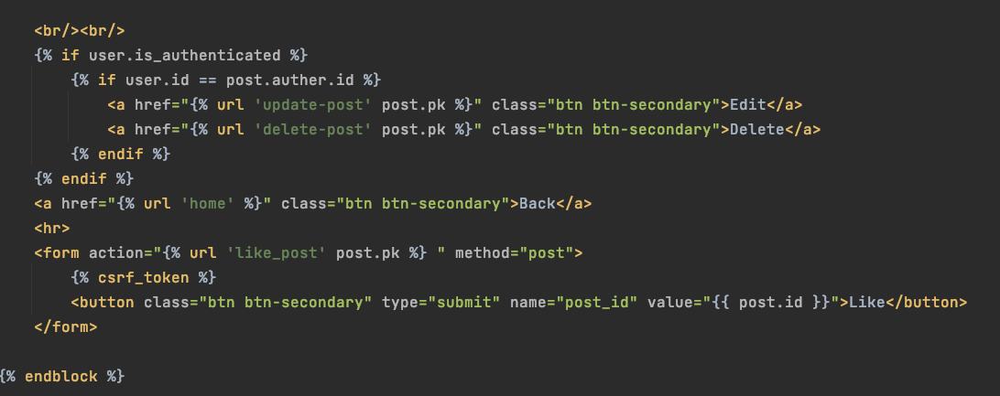 <br/><br/>
{% if user.is_authenticated %}
{% if user.id == post.auther.id %}
<a href="{% url 'update-post' post.pk %}" class="btn btn-secondary">Edit</a>
<a href="{% url 'delete-post' post.pk %}" class="btn btn-secondary">Delete</a>
{% endif %}
{% endif %}
<a href="{% url 'home' %}" class="btn btn-secondary">Back</a>
<hr>
<form action="{% url 'like_post' post.pk %} " method="post">
{% csrf_token %}
<button class="btn btn-secondary" type="submit" name="post_id" value="{{ post.id }}">Like</button>
</form>
{% endblock %}